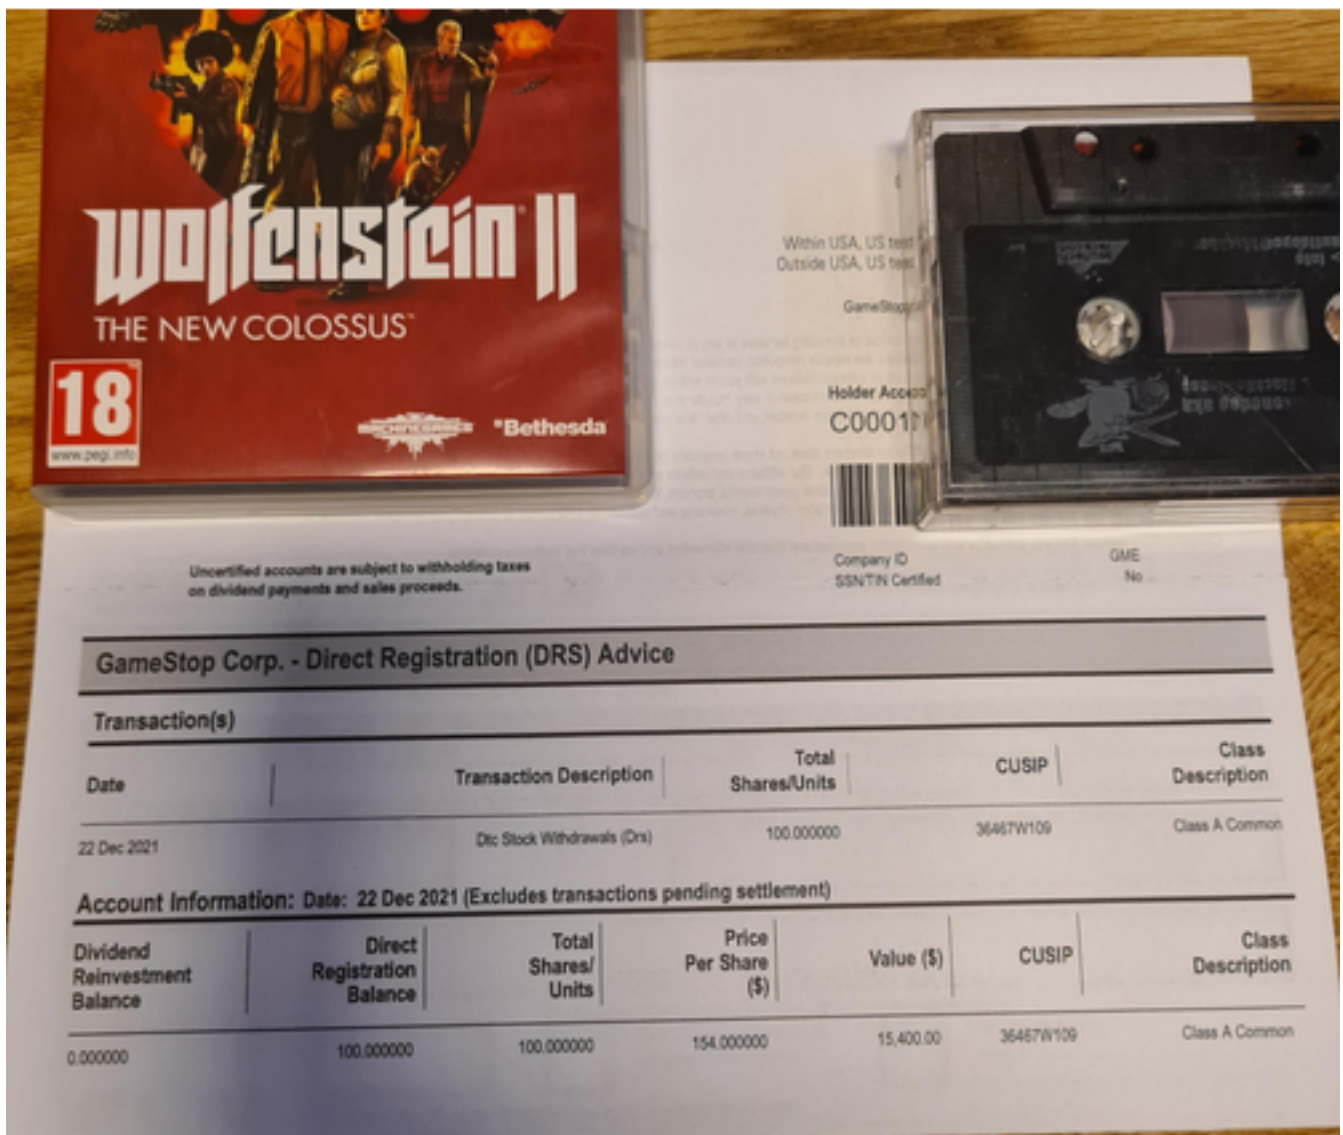 wolfenstein II
THE NEW COLOSSUS™
18
www.pegi.info
MACHINEGAMES
Bethesda
Within USA, US
Outside USA, US
Holder
C0001
Uncertified accounts are subject to withholding taxes
on dividend payments and sales proceeds.
Company ID GME
SSN/TIN Certified No
GameStop Corp. - Direct Registration (DRS) Advice
Transaction(s)
Date Transaction Description Total Shares/Units CUSIP Class Description
22 Dec 2021 Dtc Stock Withdrawals (Drs) 100.000000 36467W109 Class A Common
Account Information: Date: 22 Dec 2021 (Excludes transactions pending settlement)
Dividend Reinvestment Balance Direct Registration Balance Total Shares/ Units Price Per Share ($) Value ($) CUSIP Class Description
0.000000 100.000000 100.000000 154.000000 15,400.00 36467W109 Class A Common